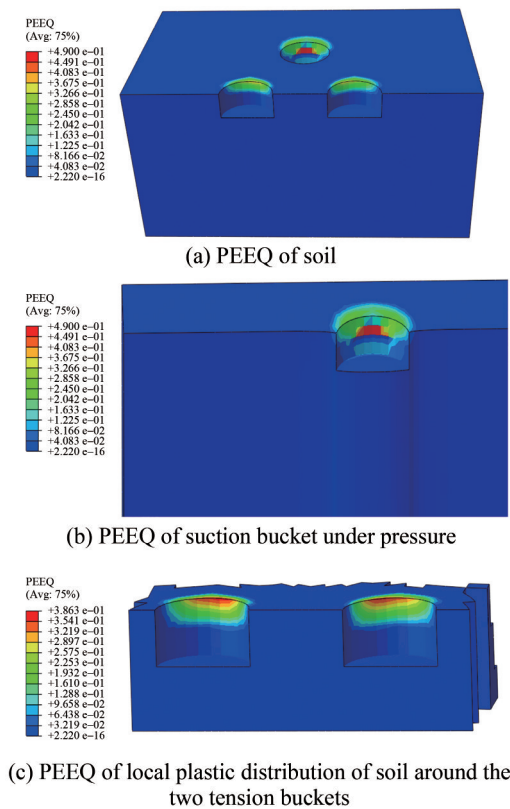 PEEQ
(Avg: 75%)
+4.900 e−01
+4.491 e−01
+4.083 e−01
+3.675 e−01
+3.266 e−01
+2.858 e−01
+2.450 e−01
+2.042 e−01
+1.633 e−01
+1.225 e−01
+8.166 e−02
+4.083 e−02
+2.220 e−16
(a) PEEQ of soil
PEEQ
(Avg: 75%)
+4.900 e−01
+4.491 e−01
+4.083 e−01
+3.675 e−01
+3.266 e−01
+2.858 e−01
+2.450 e−01
+2.042 e−01
+1.633 e−01
+1.225 e−01
+8.166 e−02
+4.083 e−02
+2.220 e−16
(b) PEEQ of suction bucket under pressure
PEEQ
(Avg: 75%)
+3.863 e−01
+3.541 e−01
+3.219 e−01
+2.897 e−01
+2.575 e−01
+2.253 e−01
+1.932 e−01
+1.610 e−01
+1.288 e−01
+9.658 e−02
+6.438 e−02
+3.219 e−02
+2.220 e−16
(c) PEEQ of local plastic distribution of soil around the
two tension buckets